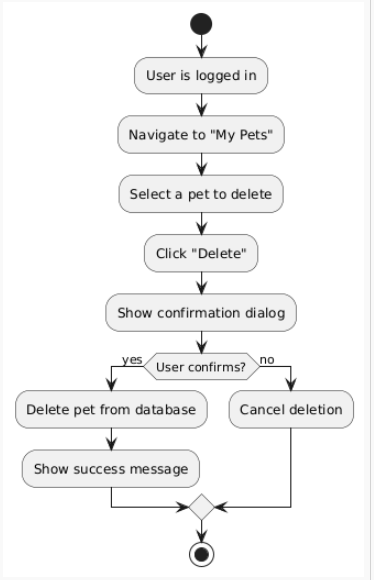 User is logged in
Navigate to "My Pets"
Select a pet to delete
Click "Delete"
Show confirmation dialog
yes
User confirms?
no
Delete pet from database
Cancel deletion
Show success message